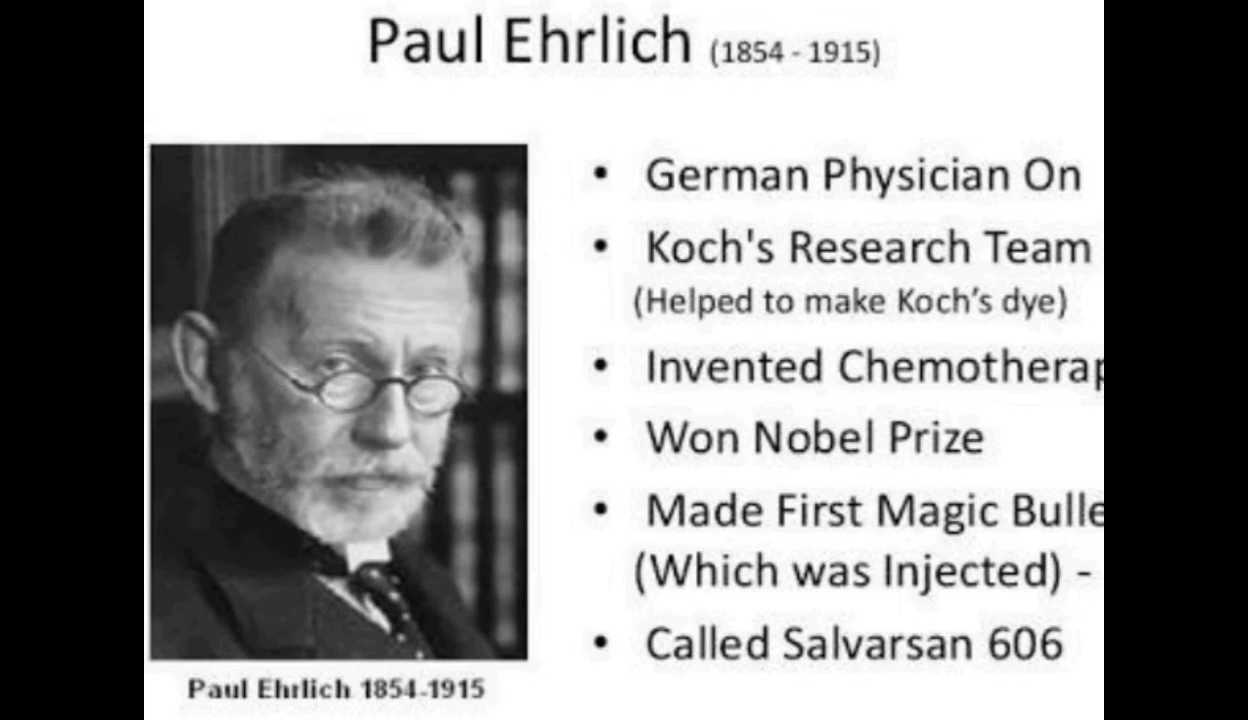 Paul Ehrlich (1854 - 1915)
• German Physician On
• Koch's Research Team
(Helped to make Koch’s dye)
• Invented Chemotherap
• Won Nobel Prize
• Made First Magic Bulle
(Which was Injected) -
• Called Salvarsan 606
Paul Ehrlich 1854-1915